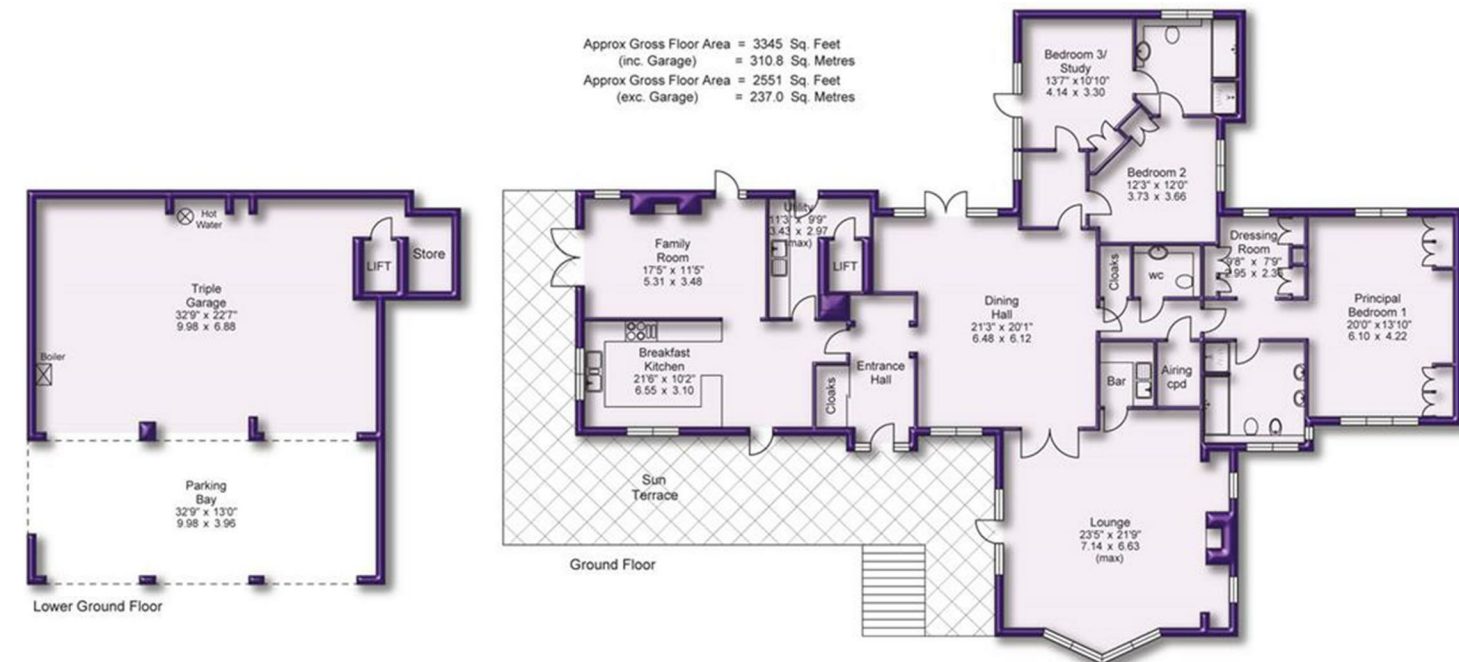 Approx Gross Floor Area = 3345 Sq. Feet
(inc. Garage) = 310.8 Sq. Metres
Approx Gross Floor Area = 2551 Sq. Feet
(exc. Garage) = 237.0 Sq. Metres
Hot
Water
LIFT
Store
Triple
Garage
32'9" x 22'7"
9.98 x 6.88
Boiler
Parking
Bay
32'9" x 13'0"
9.98 x 3.96
Lower Ground Floor
Bedroom 3/
Study
13'7" x 10'10"
4.14 x 3.30
Bedroom 2
12'3" x 12'0"
3.73 x 3.66
Utility
11'3" x 9'9"
3.43 x 2.97
(max)
Family
Room
17'5" x 11'5"
5.31 x 3.48
LIFT
Dressing
Room
9'8" x 7'9"
2.95 x
Cloaks
wc
Dining
Hall
21'3" x 20'1"
6.48 x 6.12
Principal
Bedroom 1
20'0" x 13'10"
6.10 x 4.22
Breakfast
Kitchen
21'6" x 10'2"
6.55 x 3.10
Entrance
Hall
Cloaks
Bar
Airing
cpd
Sun
Terrace
Lounge
23'5" x 21'9"
7.14 x 6.63
(max)
Ground Floor